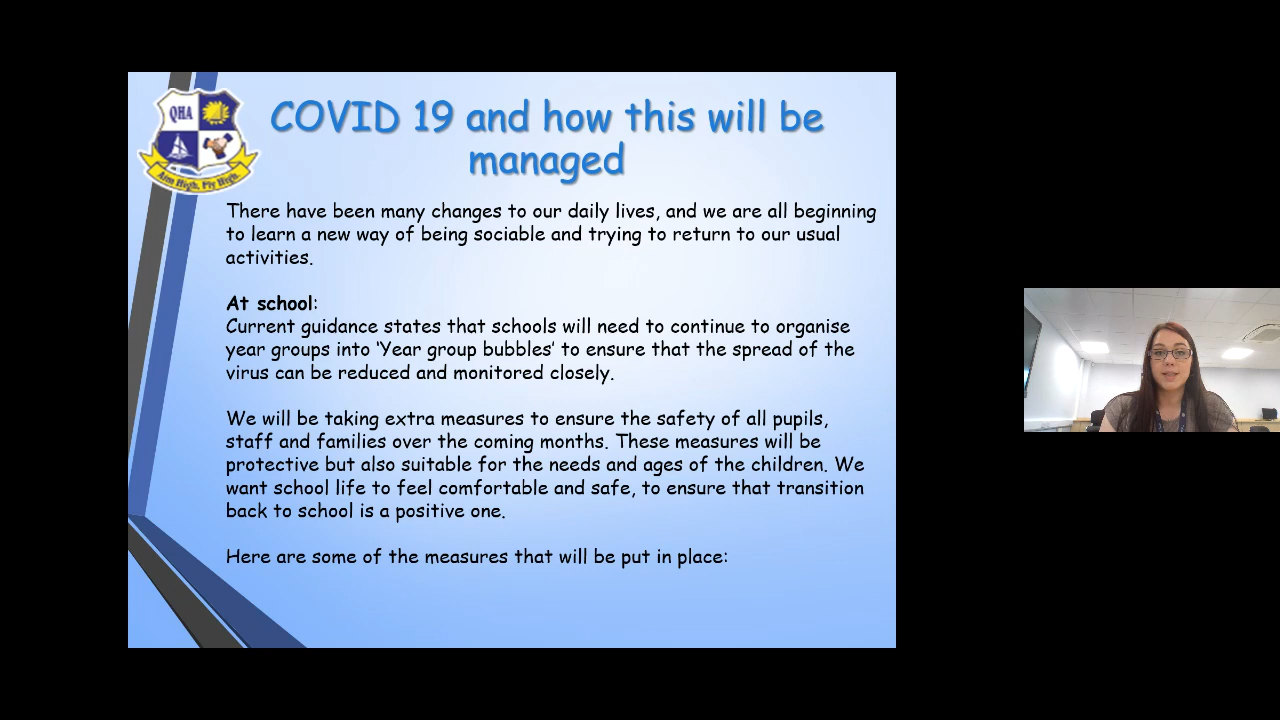 QHA
Aim High, Fly High.
COVID 19 and how this will be
managed
There have been many changes to our daily lives, and we are all beginning
to learn a new way of being sociable and trying to return to our usual
activities.
At school:
Current guidance states that schools will need to continue to organise
year groups into ‘Year group bubbles’ to ensure that the spread of the
virus can be reduced and monitored closely.
We will be taking extra measures to ensure the safety of all pupils,
staff and families over the coming months. These measures will be
protective but also suitable for the needs and ages of the children. We
want school life to feel comfortable and safe, to ensure that transition
back to school is a positive one.
Here are some of the measures that will be put in place: